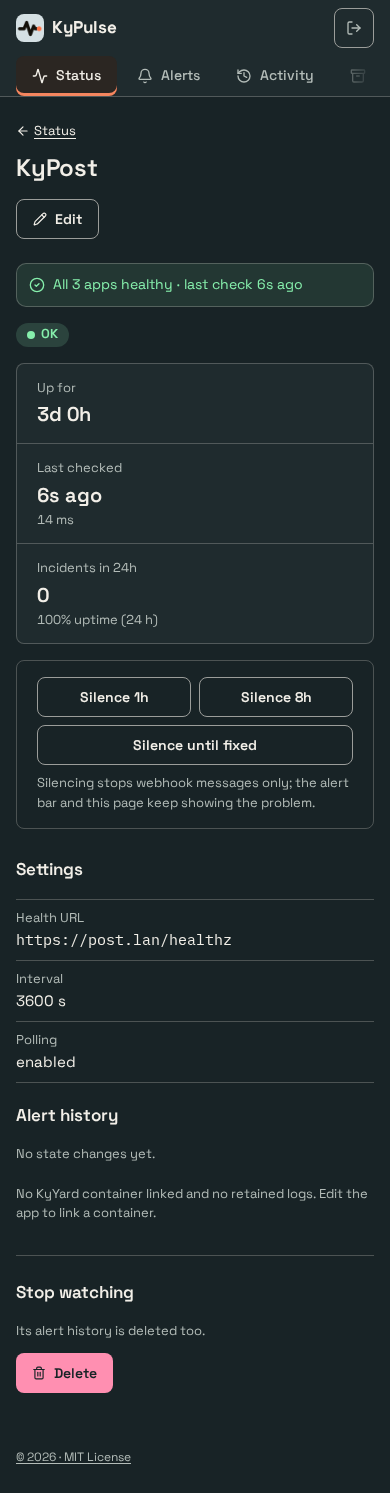 KyPulse
Status
Alerts
Activity
Status
KyPost
Edit
All 3 apps healthy · last check 6s ago
OK
Up for
3d 0h
Last checked
6s ago
14 ms
Incidents in 24h
0
100% uptime (24 h)
Silence 1h
Silence 8h
Silence until fixed
Silencing stops webhook messages only; the alert
bar and this page keep showing the problem.
Settings
Health URL
https://post.lan/healthz
Interval
3600 s
Polling
enabled
Alert history
No state changes yet.
No KyYard container linked and no retained logs. Edit the
app to link a container.
Stop watching
Its alert history is deleted too.
Delete
© 2026 · MIT License